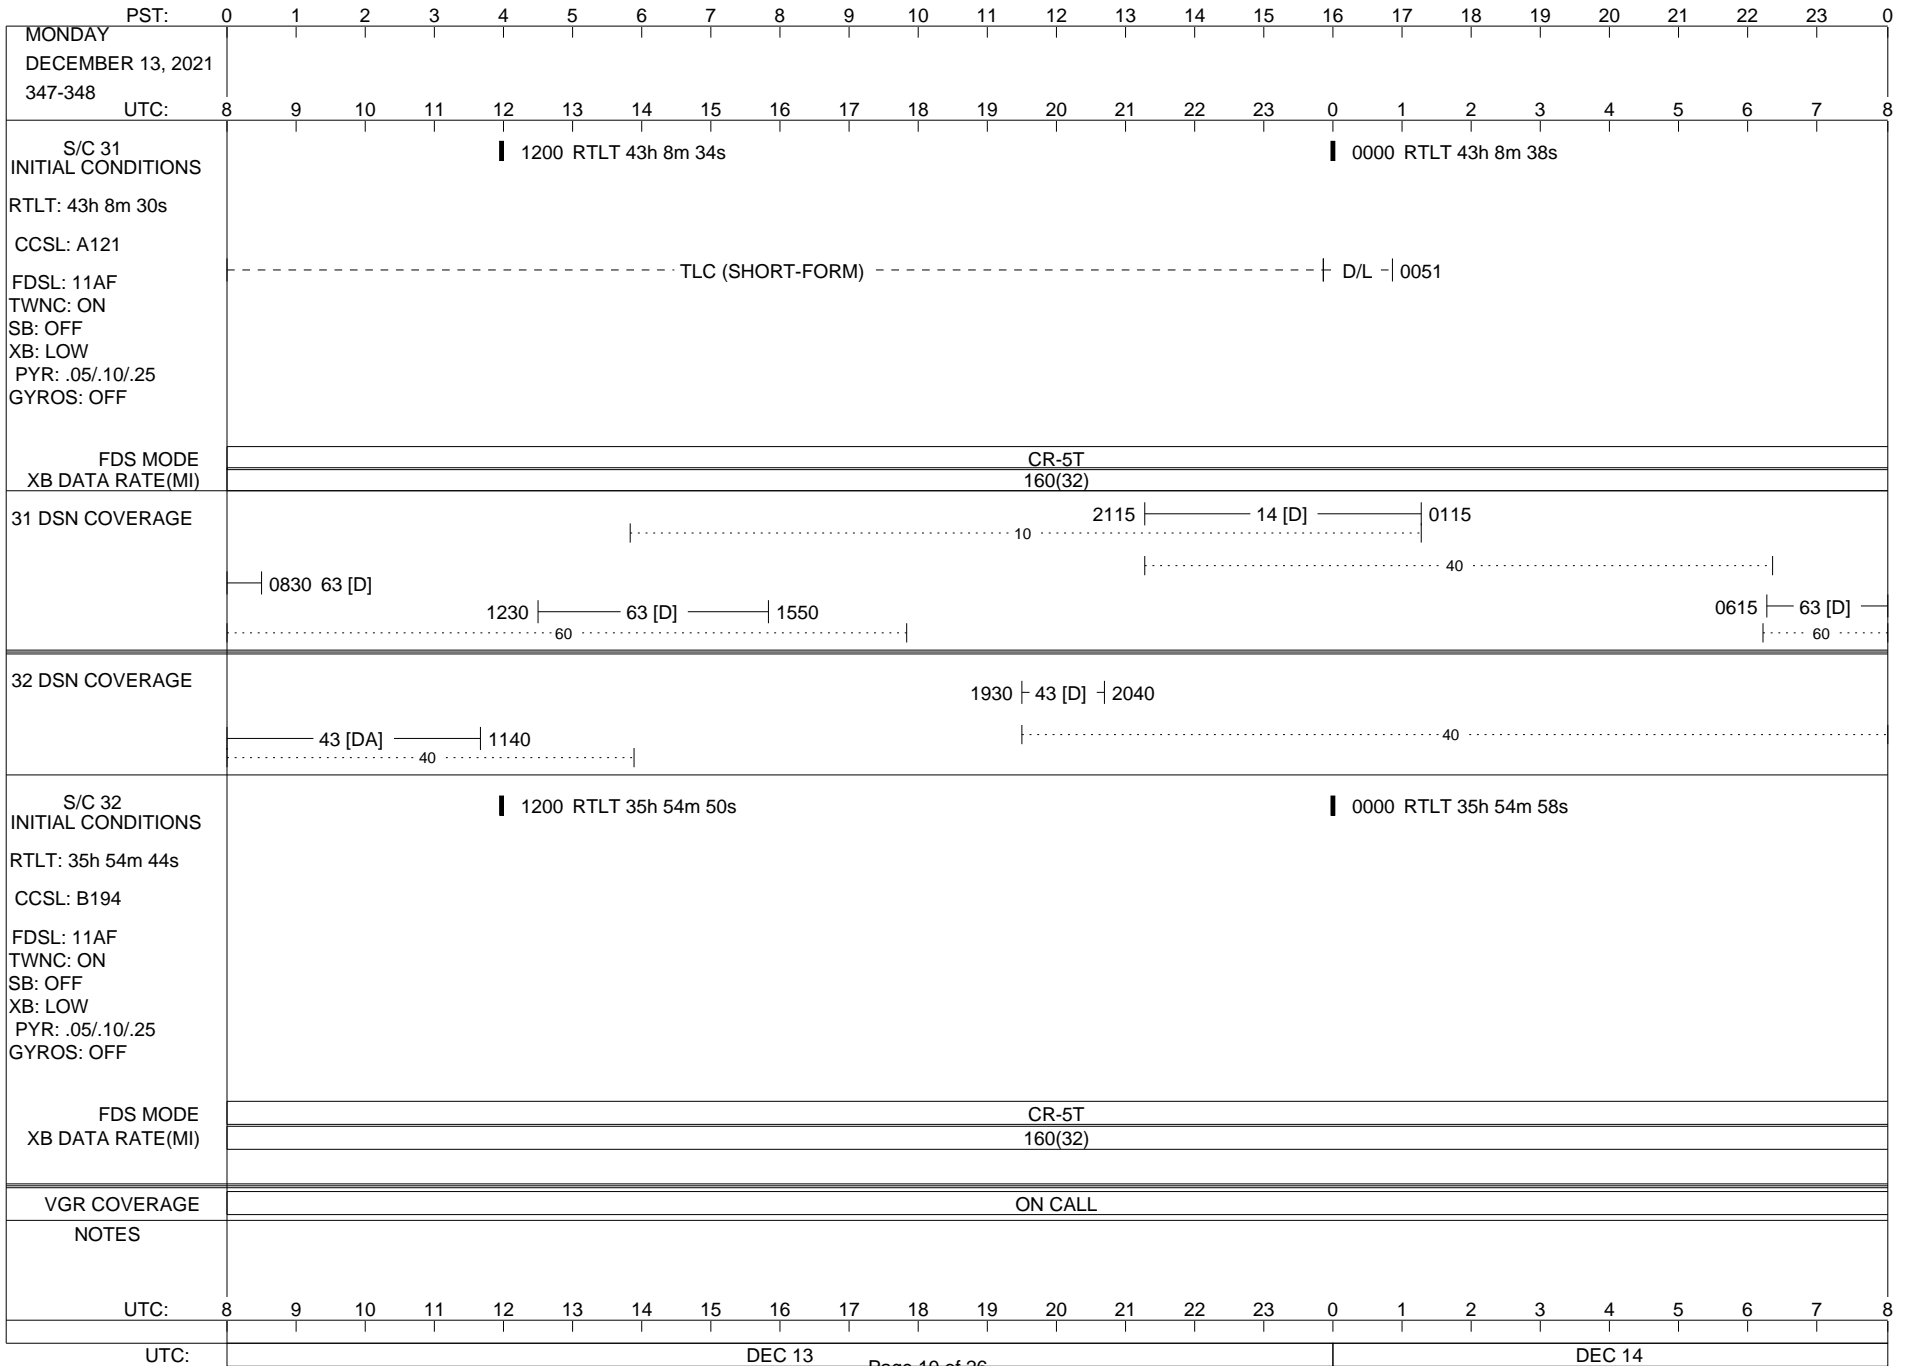 PST: 0 1 2 3 4 5 6 7 8 9 10 11 12 13 14 15 16 17 18 19 20 21 22 23 0
MONDAY
DECEMBER 13, 2021
347-348
UTC: 8 9 10 11 12 13 14 15 16 17 18 19 20 21 22 23 0 1 2 3 4 5 6 7 8
S/C 31
INITIAL CONDITIONS
1200 RTLT 43h 8m 34s
0000 RTLT 43h 8m 38s
RTLT: 43h 8m 30s
CCSL: A121
TLC (SHORT-FORM) D/L 0051
FDSL: 11AF
TWNC: ON
SB: OFF
XB: LOW
PYR: .05/.10/.25
GYROS: OFF
FDS MODE CR-5T
XB DATA RATE(MI) 160(32)
31 DSN COVERAGE
2115 14 [D] 0115
10
40
0830 63 [D]
1230 63 [D] 1550
0615 63 [D]
60
60
32 DSN COVERAGE
1930 43 [D] 2040
43 [DA] 1140
40
40
S/C 32
INITIAL CONDITIONS
1200 RTLT 35h 54m 50s
0000 RTLT 35h 54m 58s
RTLT: 35h 54m 44s
CCSL: B194
FDSL: 11AF
TWNC: ON
SB: OFF
XB: LOW
PYR: .05/.10/.25
GYROS: OFF
FDS MODE CR-5T
XB DATA RATE(MI) 160(32)
VGR COVERAGE ON CALL
NOTES
UTC: 8 9 10 11 12 13 14 15 16 17 18 19 20 21 22 23 0 1 2 3 4 5 6 7 8
UTC: DEC 13 DEC 14